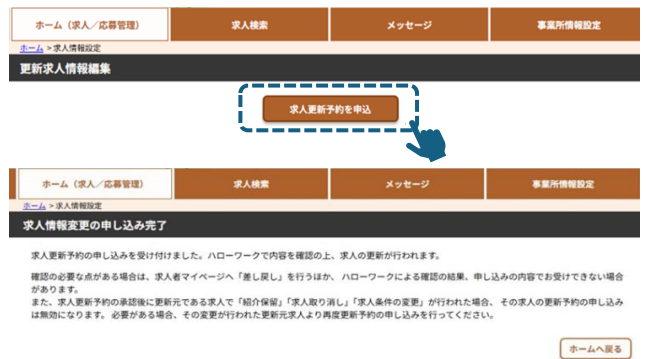 ホーム（求人／応募管理） 求人検索 メッセージ 事業所情報設定
ホーム > 求人情報設定
更新求人情報編集
求人更新予約を申込
ホーム（求人／応募管理） 求人検索 メッセージ 事業所情報設定
ホーム > 求人情報設定
求人情報変更の申し込み完了
求人更新予約の申し込みを受け付けました。ハローワークで内容を確認の上、求人の更新が行われます。
確認の必要な点がある場合は、求人者マイページへ「差し戻し」を行うほか、 ハローワークによる確認の結果、申し込みの内容でお受けできない場合
があります。
また、求人更新予約の承認後に更新元である求人で「紹介保留」「求人取り消し」「求人条件の変更」が行われた場合、 その求人の更新予約の申し込み
は無効になります。 必要がある場合、その変更が行われた更新元求人より再度更新予約の申し込みを行ってください。
ホームへ戻る